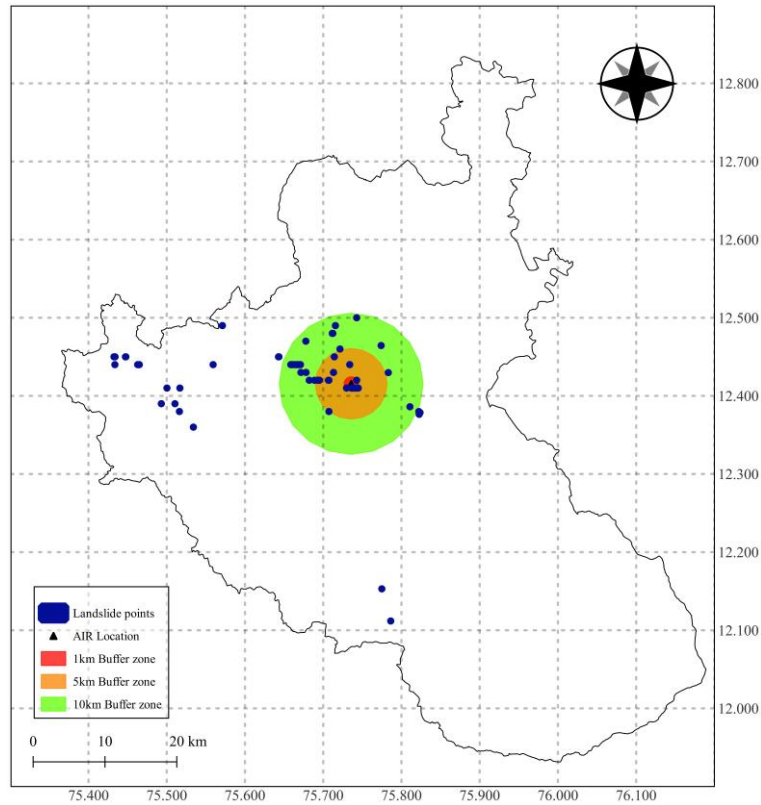 12.800
12.700
12.600
12.500
12.400
12.300
12.200
12.100
12.000
Landslide points
AIR Location
1km Buffer zone
5km Buffer zone
10km Buffer zone
0 10 20 km
75.400 75.500 75.600 75.700 75.800 75.900 76.000 76.100